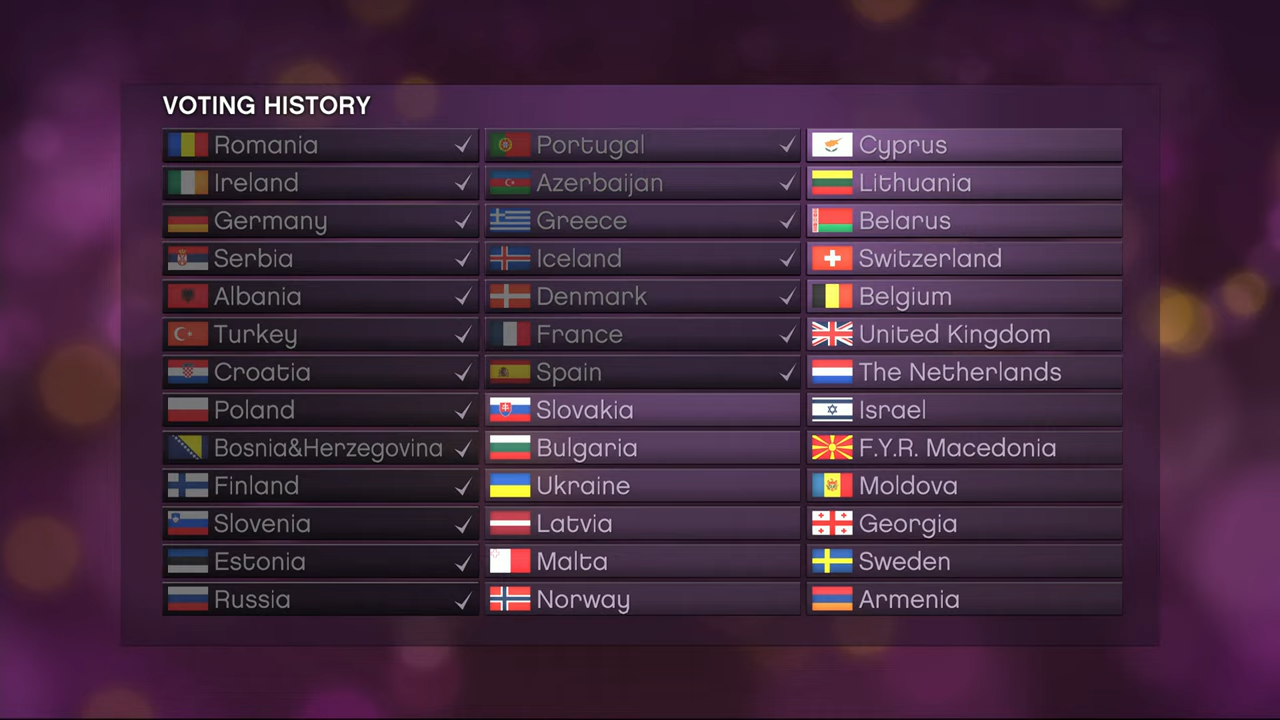 VOTING HISTORY
Romania
Ireland
Germany
Serbia
Albania
Turkey
Croatia
Poland
Bosnia&Herzegovina
Finland
Slovenia
Estonia
Russia
Portugal
Azerbaijan
Greece
Iceland
Denmark
France
Spain
Slovakia
Bulgaria
Ukraine
Latvia
Malta
Norway
Cyprus
Lithuania
Belarus
Switzerland
Belgium
United Kingdom
The Netherlands
Israel
F.Y.R. Macedonia
Moldova
Georgia
Sweden
Armenia